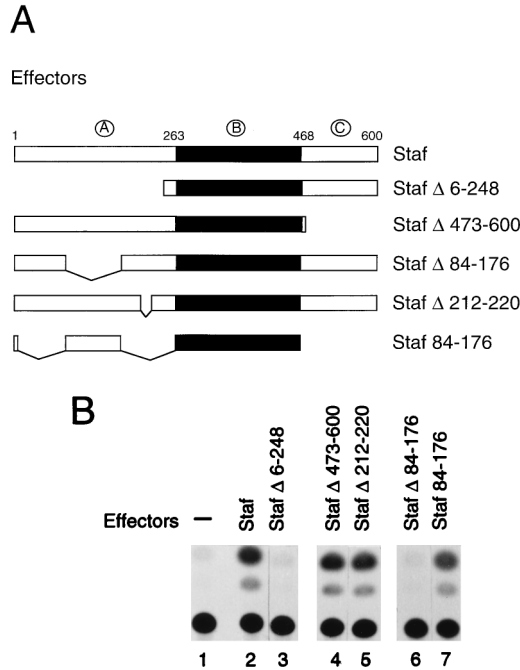 A
Effectors
1 Ⓐ 263 Ⓑ 468 Ⓒ 600
Staf
Staf Δ 6-248
Staf Δ 473-600
Staf Δ 84-176
Staf Δ 212-220
Staf 84-176
B
Effectors — Staf Staf Δ 6-248 Staf Δ 473-600 Staf Δ 212-220 Staf Δ 84-176 Staf 84-176
1 2 3 4 5 6 7